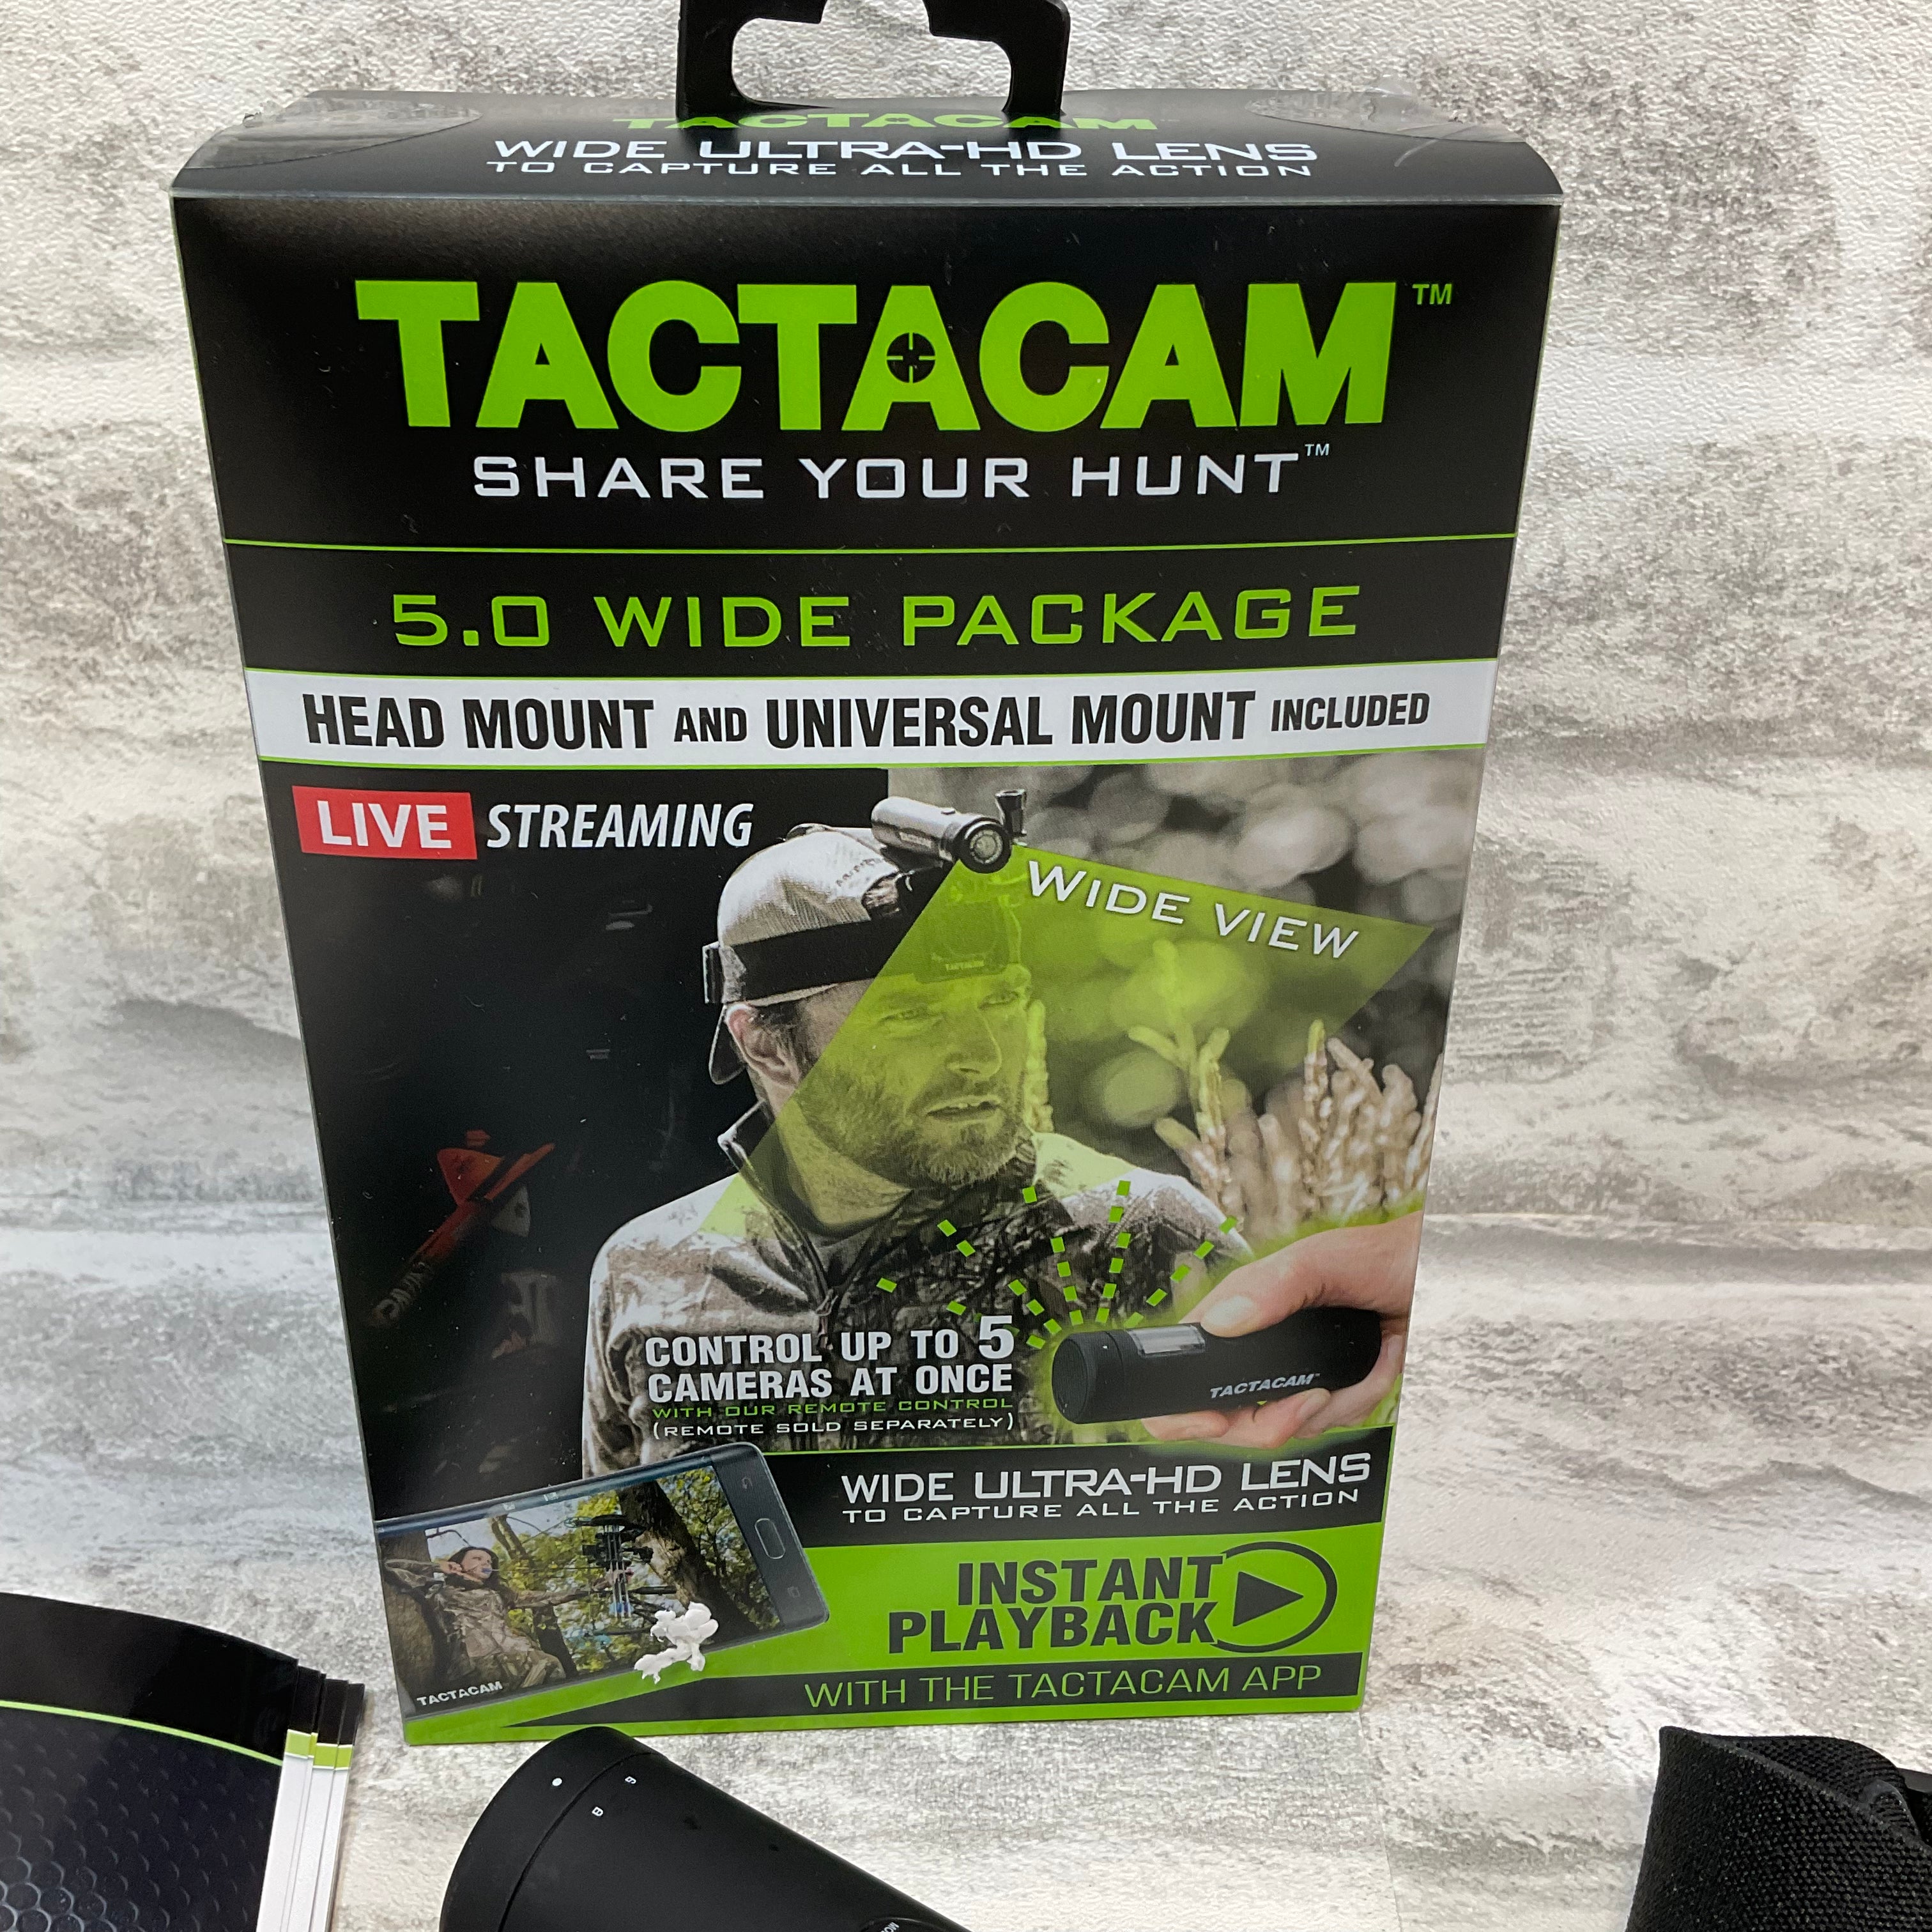 TACTACAM
WIDE ULTRA-HD LENS
TO CAPTURE ALL THE ACTION
TACTACAM™
SHARE YOUR HUNT™
5.0 WIDE PACKAGE
HEAD MOUNT AND UNIVERSAL MOUNT INCLUDED
LIVE STREAMING
TACTACAM
WIDE VIEW
TACTACAM
CONTROL UP TO 5
CAMERAS AT ONCE
WITH OUR REMOTE CONTROL
(REMOTE SOLD SEPARATELY)
TACTACAM™
WIDE ULTRA-HD LENS
TO CAPTURE ALL THE ACTION
INSTANT
PLAYBACK
WITH THE TACTACAM APP
TACTACAM